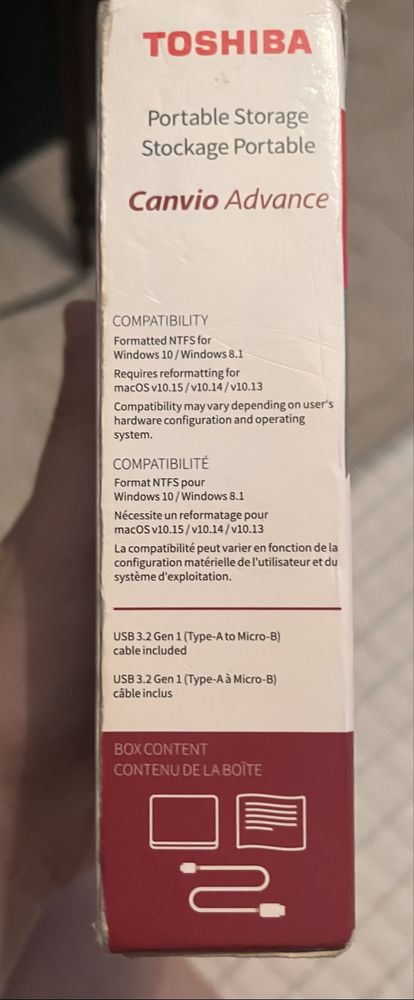 TOSHIBA
Portable Storage
Stockage Portable
Canvio Advance
COMPATIBILITY
Formatted NTFS for
Windows 10 / Windows 8.1
Requires reformatting for
macOS v10.15 / v10.14 / v10.13
Compatibility may vary depending on user's
hardware configuration and operating
system.
COMPATIBILITÉ
Format NTFS pour
Windows 10 / Windows 8.1
Nécessite un reformatage pour
macOS v10.15 / v10.14 / v10.13
La compatibilité peut varier en fonction de la
configuration matérielle de l'utilisateur et du
système d'exploitation.
USB 3.2 Gen 1 (Type-A to Micro-B)
cable included
USB 3.2 Gen 1 (Type-A à Micro-B)
câble inclus
BOX CONTENT
CONTENU DE LA BOÎTE